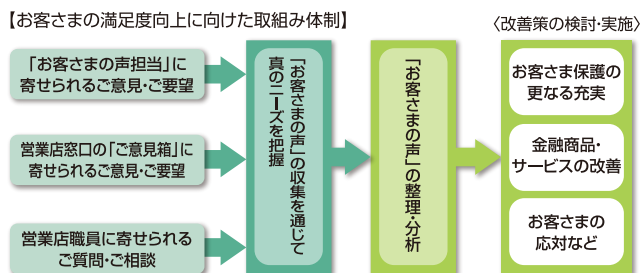 【お客さまの満足度向上に向けた取組み体制】
「お客さまの声担当」に
寄せられるご意見・ご要望
営業店窓口の「ご意見箱」に
寄せられるご意見・ご要望
営業店職員に寄せられる
ご質問・ご相談
「お客さまの声」の収集を通じて
真のニーズを把握
「お客さまの声」の整理・分析
〈改善策の検討・実施〉
お客さま保護の
更なる充実
金融商品・
サービスの改善
お客さまの
応対など